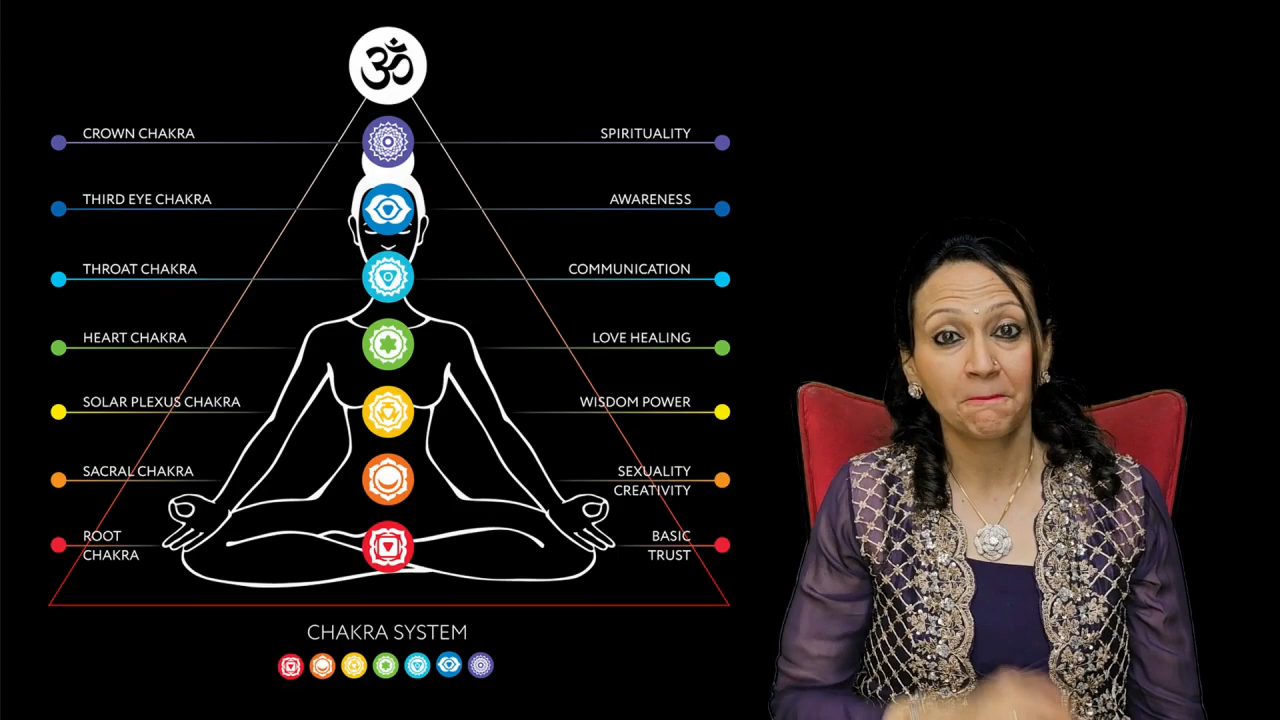 ॐ
CROWN CHAKRA
SPIRITUALITY
THIRD EYE CHAKRA
AWARENESS
THROAT CHAKRA
COMMUNICATION
HEART CHAKRA
LOVE HEALING
SOLAR PLEXUS CHAKRA
WISDOM POWER
SACRAL CHAKRA
SEXUALITY
CREATIVITY
ROOT
CHAKRA
BASIC
TRUST
CHAKRA SYSTEM